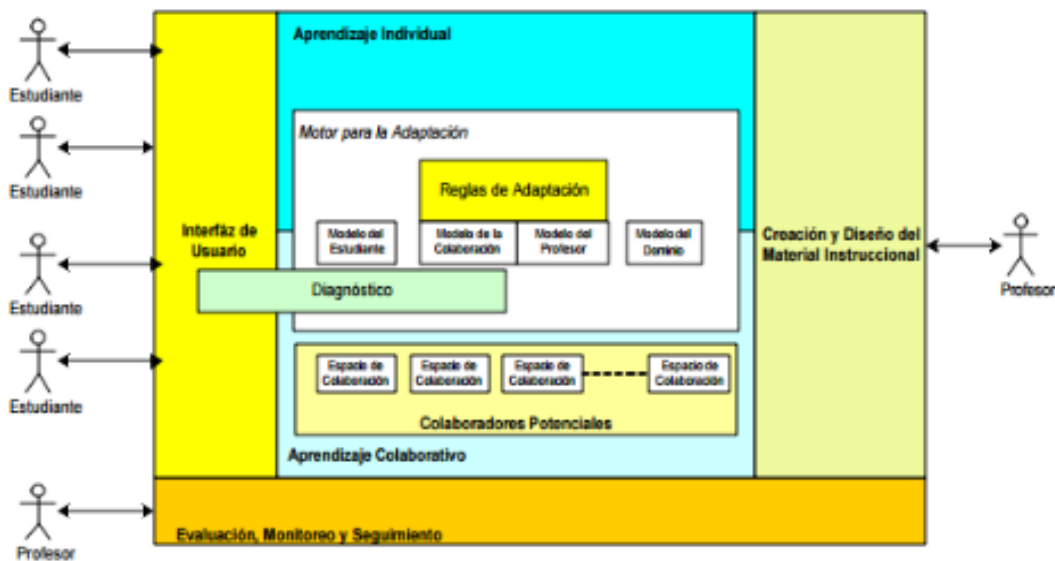 Estudiante
Estudiante
Estudiante
Estudiante
Profesor
Interfáz de
Usuario
Aprendizaje Individual
Motor para la Adaptación
Reglas de Adaptación
Modelo del
Estudiante
Modelo de la
Colaboración
Modelo del
Profesor
Modelo del
Dominio
Diagnóstico
Espacio de
Colaboración
Espacio de
Colaboración
Espacio de
Colaboración
Espacio de
Colaboración
Colaboradores Potenciales
Aprendizaje Colaborativo
Creación y Diseño del
Material Instruccional
Profesor
Evaluación, Monitoreo y Seguimiento